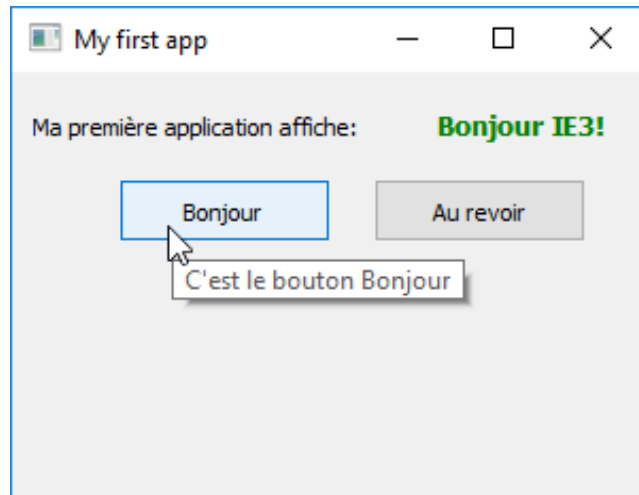 My first app
Ma première application affiche: Bonjour IE3!
Bonjour Au revoir
C'est le bouton Bonjour